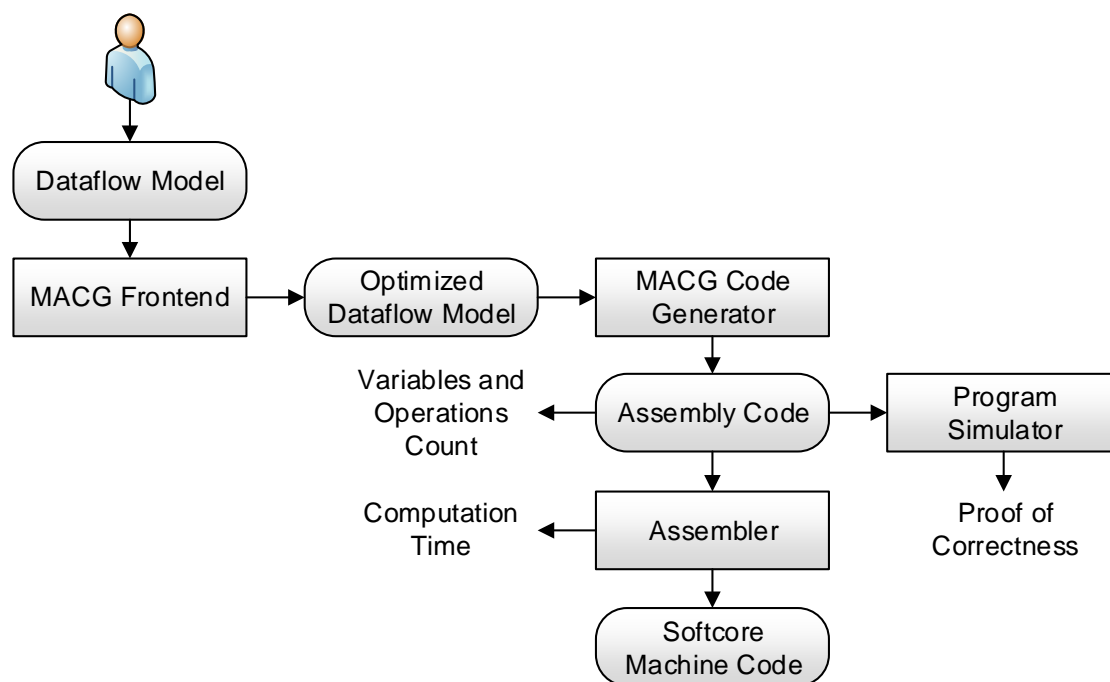 Dataflow Model
MACG Frontend
Optimized
Dataflow Model
MACG Code
Generator
Variables and
Operations
Count
Assembly Code
Program
Simulator
Computation
Time
Assembler
Proof of
Correctness
Softcore
Machine Code